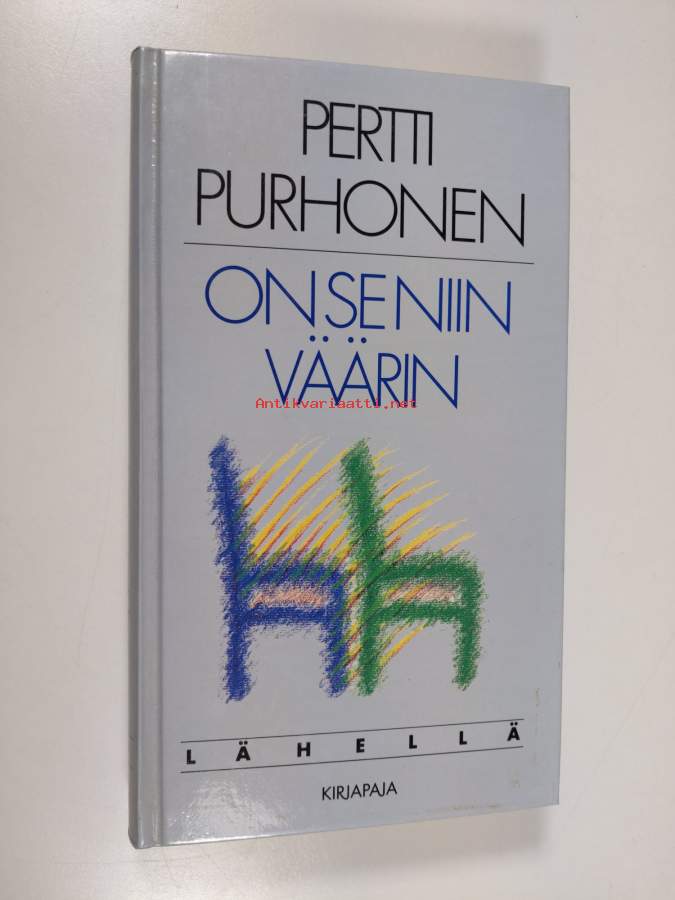 PERTTI
PURHONEN
ON SE NIIN
VÄÄRIN
Antikvariaatti.net
LÄHELLÄ
KIRJAPAJA